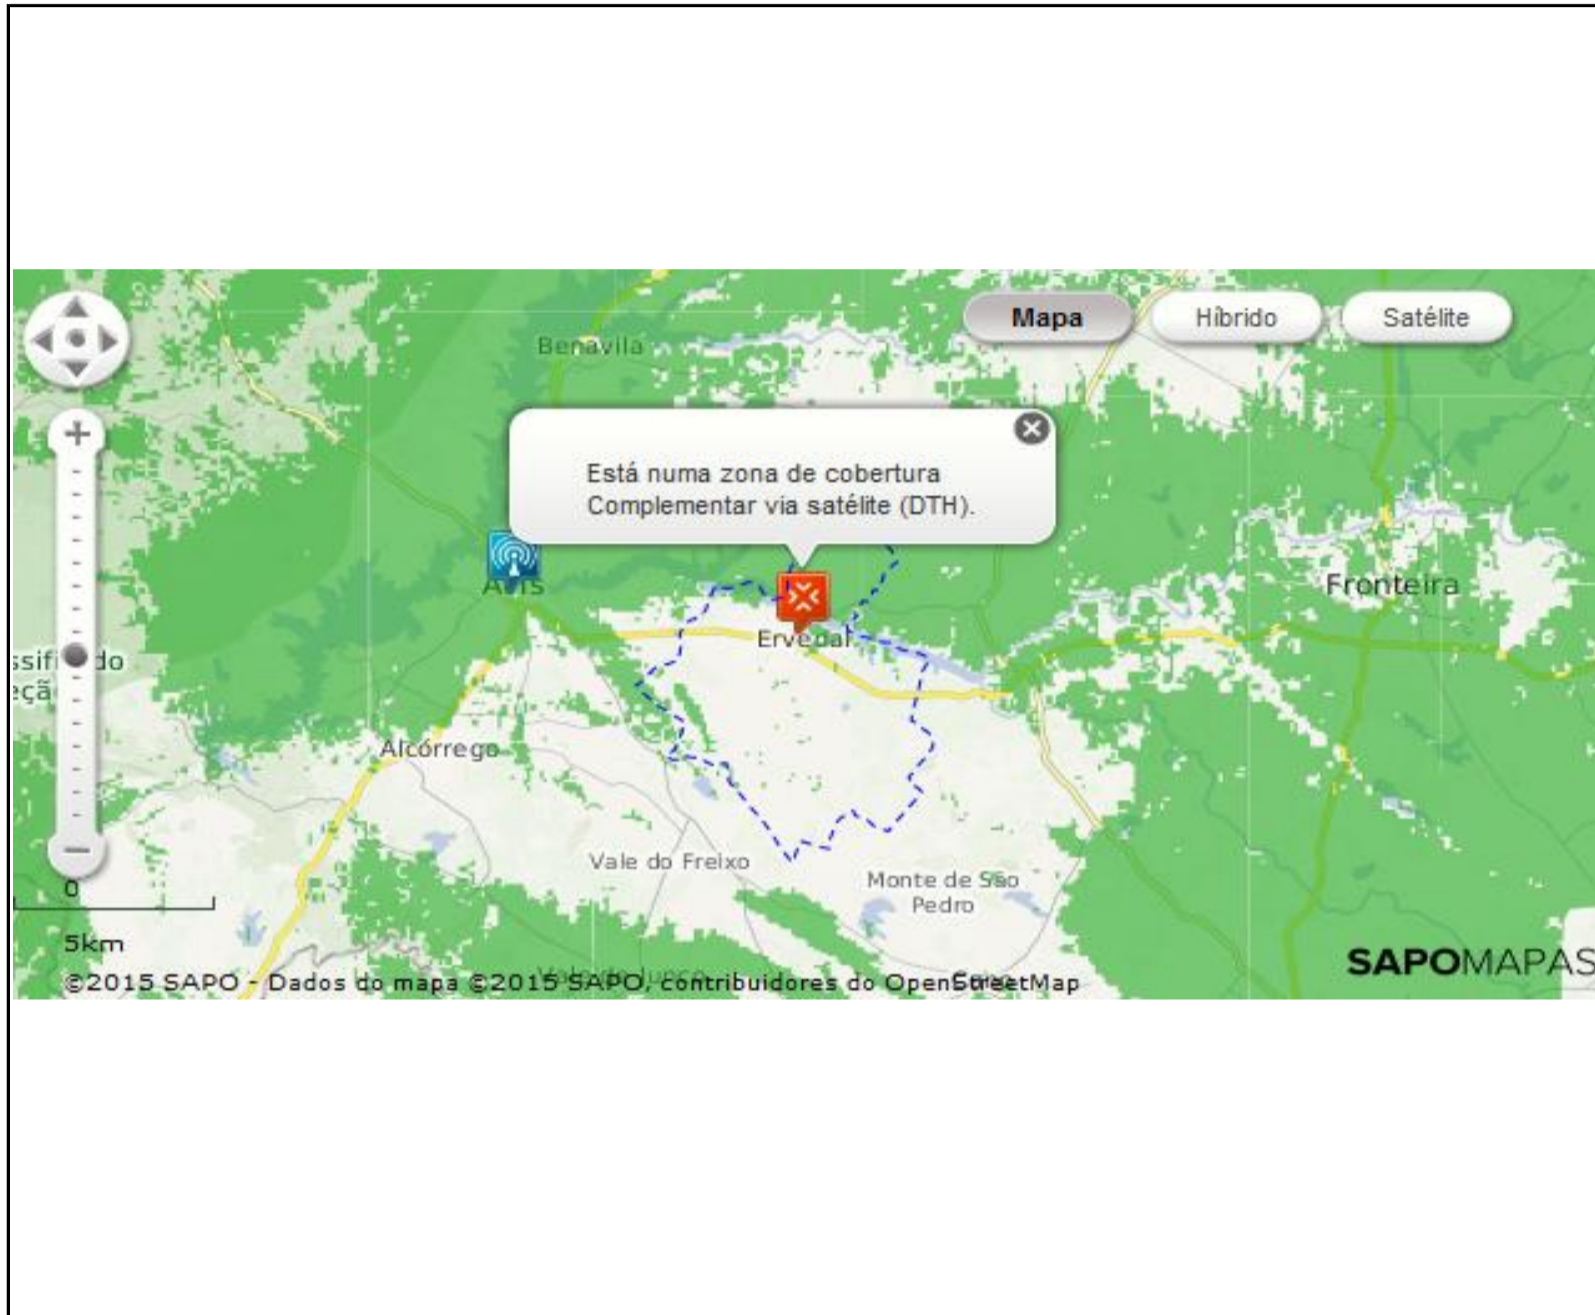 Mapa
Híbrido
Satélite
Benavila
Está numa zona de cobertura
Complementar via satélite (DTH).
Avis
Fronteira
Ervedal
ssifi do
eçã
Alcórrego
Vale do Freixo
Monte de São
Pedro
0
5km
SAPOMAPAS
©2015 SAPO - Dados do mapa ©2015 SAPO, contribuidores do OpenStreetMap